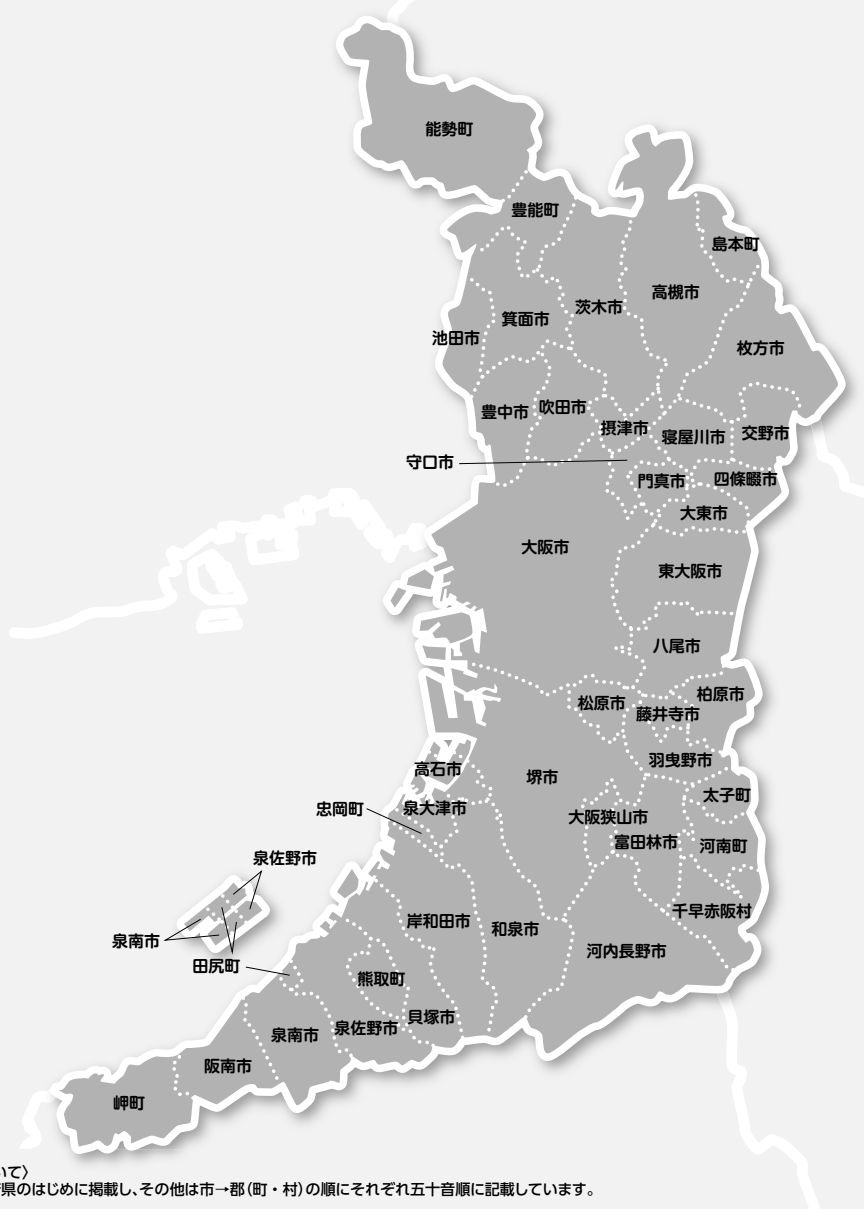 能勢町
豊能町
島本町
高槻市
茨木市
箕面市
池田市
枚方市
豊中市
吹田市
摂津市
寝屋川市
交野市
守口市
門真市
四條畷市
大東市
大阪市
東大阪市
八尾市
柏原市
松原市
藤井寺市
羽曳野市
高石市
堺市
太子町
忠岡町
泉大津市
大阪狭山市
富田林市
河南町
泉佐野市
千早赤阪村
岸和田市
和泉市
泉南市
河内長野市
田尻町
熊取町
貝塚市
泉佐野市
泉南市
阪南市
岬町
いて〉
県のはじめに掲載し、その他は市→郡（町・村）の順にそれぞれ五十音順に記載しています。